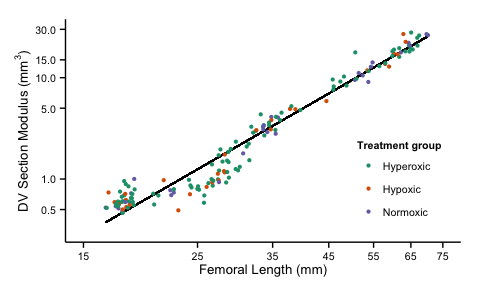 30.0
15.0
10.0
5.0
1.0
0.5
DV Section Modulus (mm³)
Treatment group
Hyperoxic
Hypoxic
Normoxic
15 25 35 45 55 65 75
Femoral Length (mm)